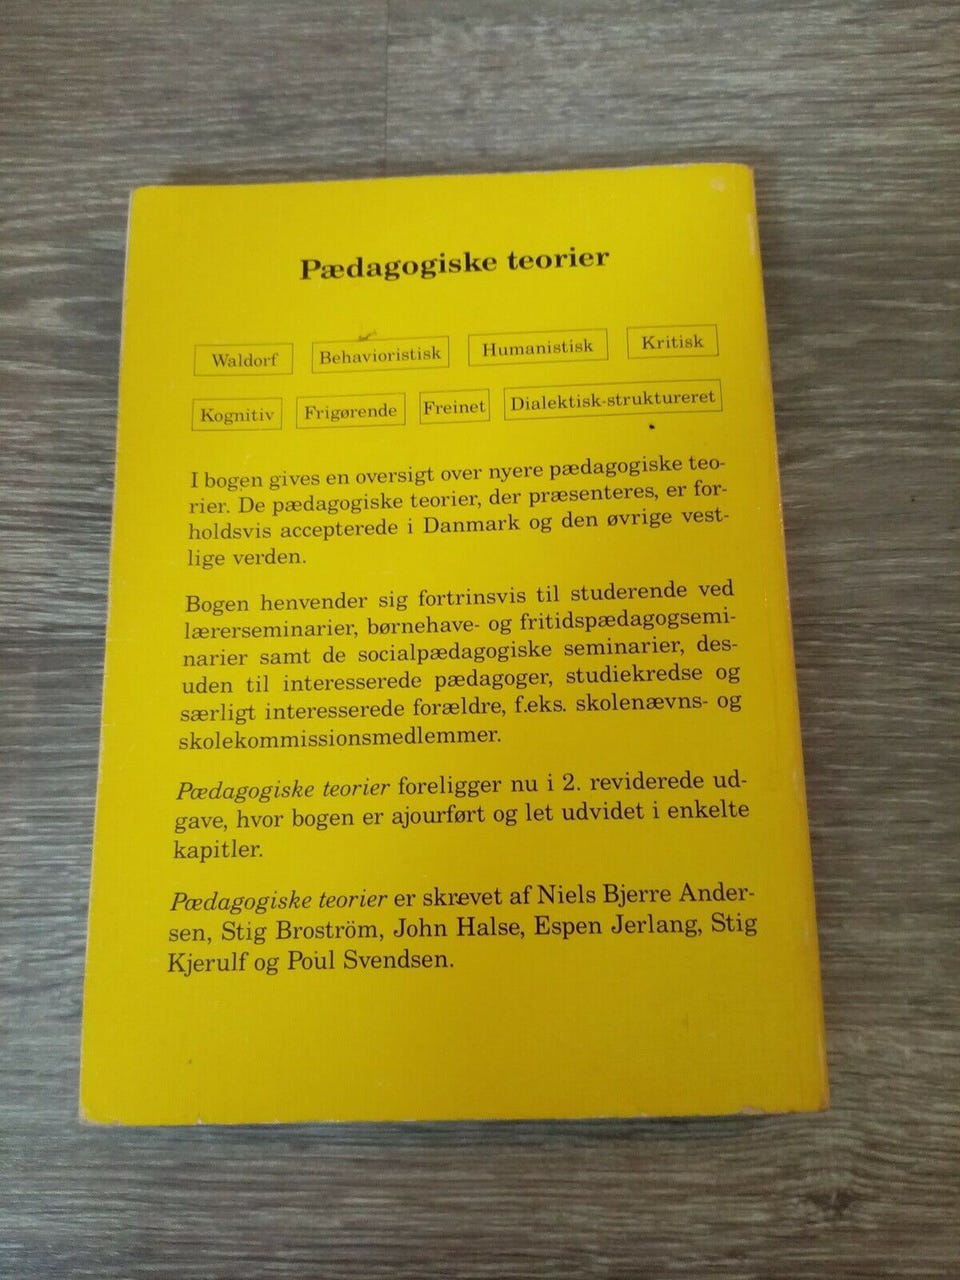 Pædagogiske teorier
Waldorf Behavioristisk Humanistisk Kritisk
Kognitiv Frigørende Freinet Dialektisk-struktureret
I bogen gives en oversigt over nyere pædagogiske teo-
rier. De pædagogiske teorier, der præsenteres, er for-
holdsvis accepterede i Danmark og den øvrige vest-
lige verden.
Bogen henvender sig fortrinsvis til studerende ved
lærerseminarier, børnehave- og fritidspædagogsemi-
narier samt de socialpædagogiske seminarier, des-
uden til interesserede pædagoger, studiekredse og
særligt interesserede forældre, f.eks. skolenævns- og
skolekommissionsmedlemmer.
Pædagogiske teorier foreligger nu i 2. reviderede ud-
gave, hvor bogen er ajourført og let udvidet i enkelte
kapitler.
Pædagogiske teorier er skrevet af Niels Bjerre Ander-
sen, Stig Broström, John Halse, Espen Jerlang, Stig
Kjerulf og Poul Svendsen.